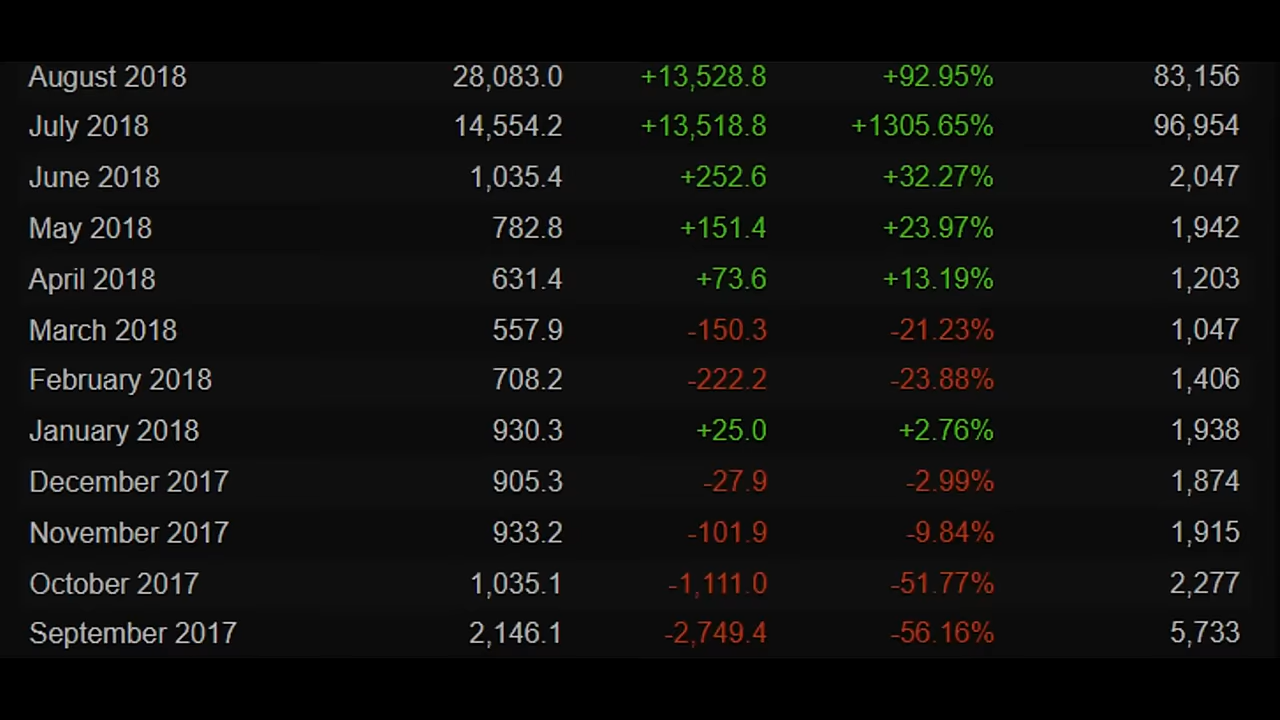 August 2018 28,083.0 +13,528.8 +92.95% 83,156
July 2018 14,554.2 +13,518.8 +1305.65% 96,954
June 2018 1,035.4 +252.6 +32.27% 2,047
May 2018 782.8 +151.4 +23.97% 1,942
April 2018 631.4 +73.6 +13.19% 1,203
March 2018 557.9 -150.3 -21.23% 1,047
February 2018 708.2 -222.2 -23.88% 1,406
January 2018 930.3 +25.0 +2.76% 1,938
December 2017 905.3 -27.9 -2.99% 1,874
November 2017 933.2 -101.9 -9.84% 1,915
October 2017 1,035.1 -1,111.0 -51.77% 2,277
September 2017 2,146.1 -2,749.4 -56.16% 5,733